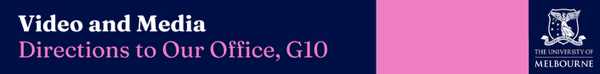 Video and Media
Directions to Our Office, G10
THE UNIVERSITY OF
MELBOURNE